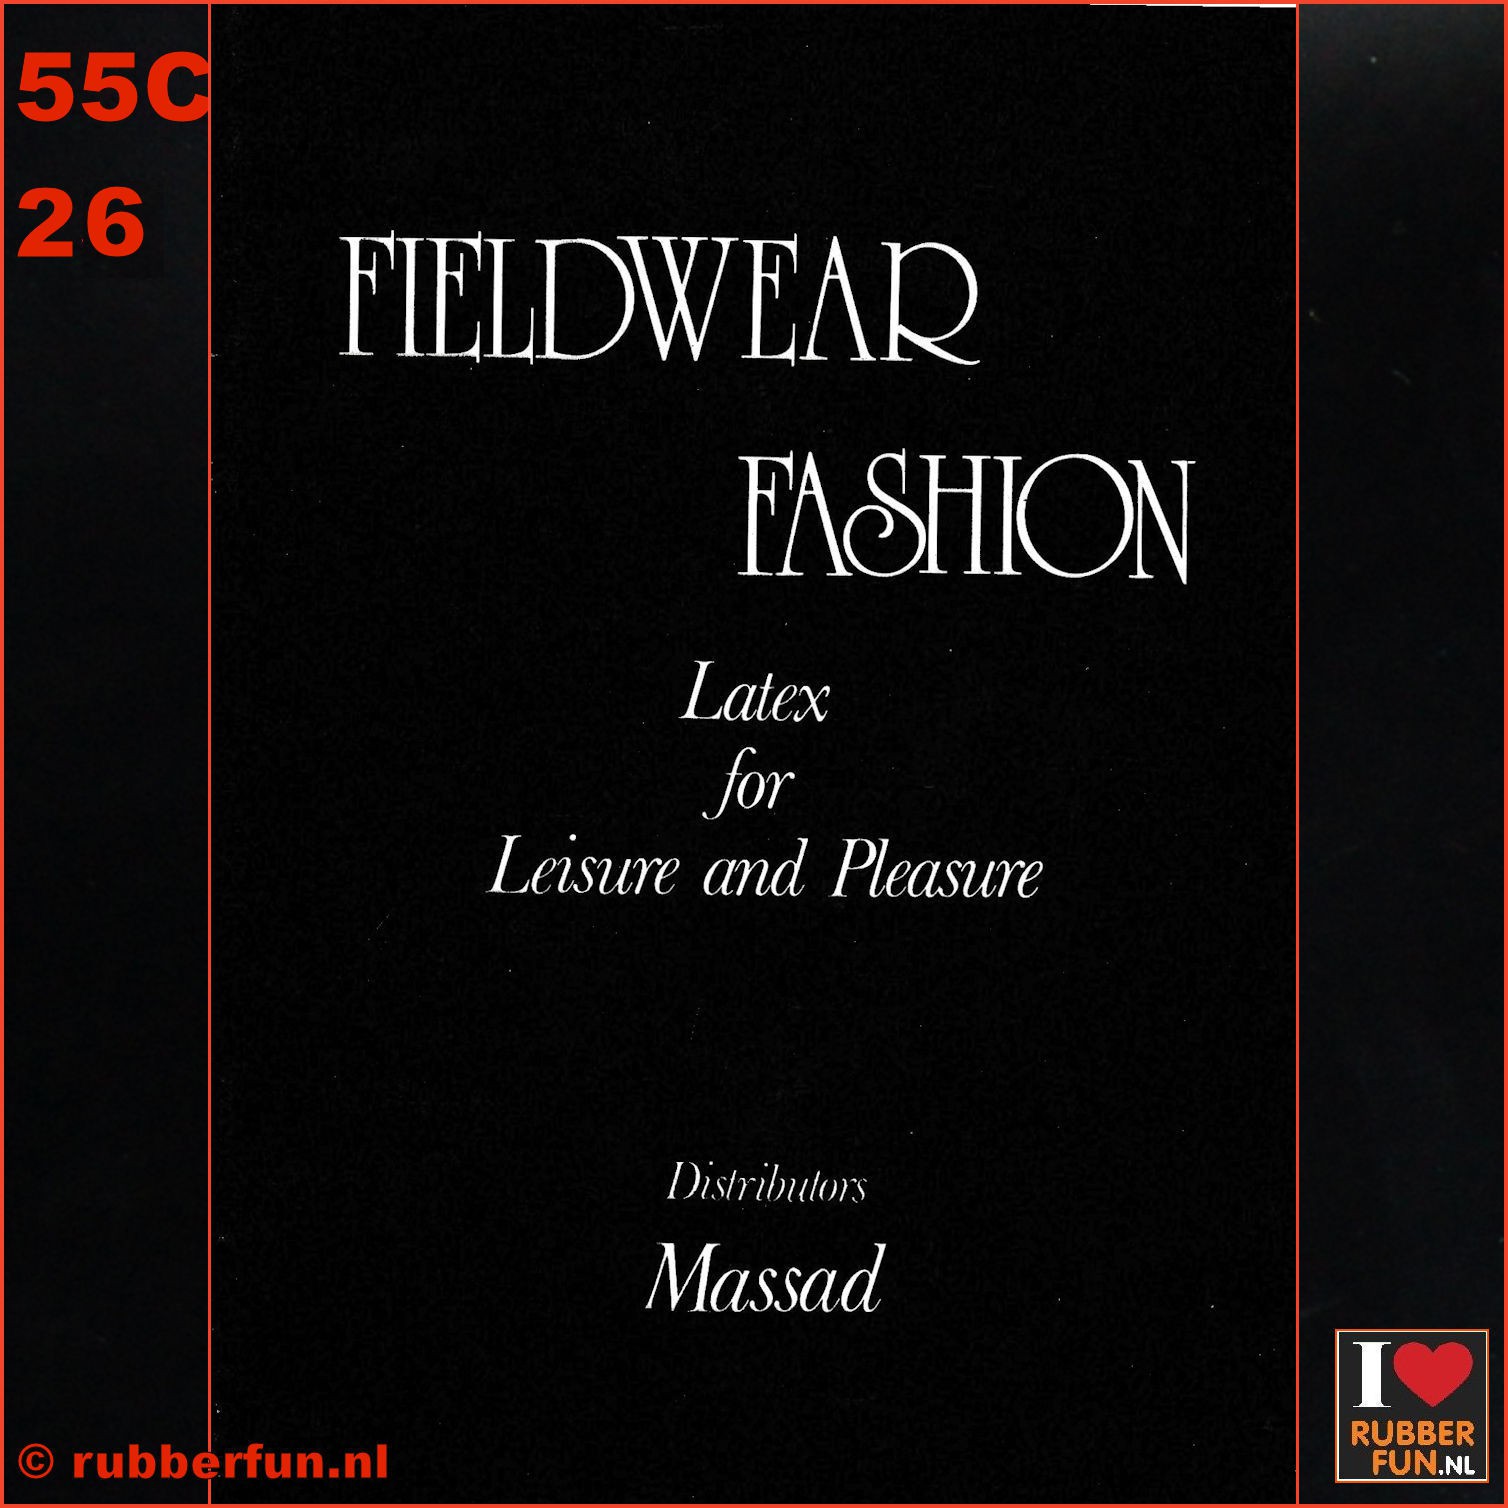 55C
26
FIELDWEAR
FASHION
Latex
for
Leisure and Pleasure
Distributors
Massad
© rubberfun.nl
I
RUBBER
FUN.NL